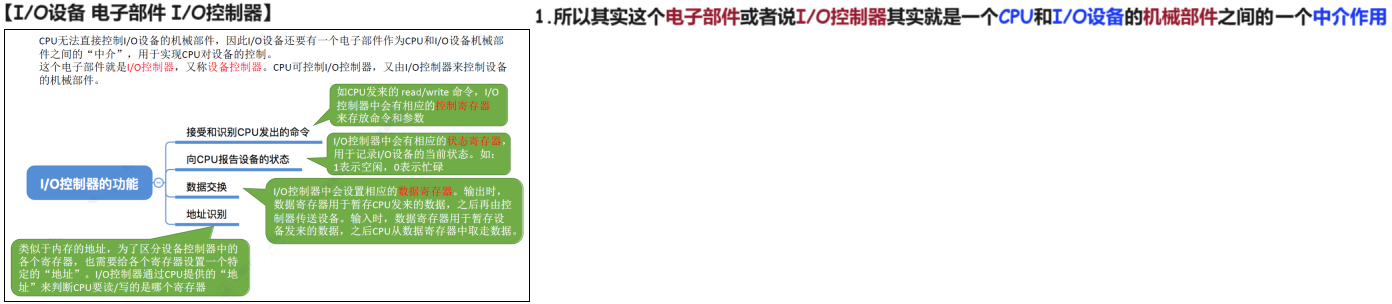 【I/O设备 电子部件 I/O控制器】
CPU无法直接控制I/O设备的机械部件，因此I/O设备还要有一个电子部件作为CPU和I/O设备机械部
件之间的“中介”，用于实现CPU对设备的控制。
这个电子部件就是I/O控制器，又称设备控制器。CPU可控制I/O控制器，又由I/O控制器来控制设备
的机械部件。
如CPU发来的 read/write 命令，I/O
控制器中会有相应的控制寄存器
来存放命令和参数
接受和识别CPU发出的命令
I/O控制器中会有相应的状态寄存器，
用于记录I/O设备的当前状态。如：
1表示空闲，0表示忙碌
向CPU报告设备的状态
I/O控制器的功能
数据交换
I/O控制器中会设置相应的数据寄存器。输出时，
数据寄存器用于暂存CPU发来的数据，之后再由控
制器传送设备。输入时，数据寄存器用于暂存设
备发来的数据，之后CPU从数据寄存器中取走数据。
地址识别
类似于内存的地址，为了区分设备控制器中的
各个寄存器，也需要给各个寄存器设置一个特
定的“地址”。I/O控制器通过CPU提供的“地
址”来判断CPU要读/写的是哪个寄存器
1.所以其实这个电子部件或者说I/O控制器其实就是一个CPU和I/O设备的机械部件之间的一个中介作用